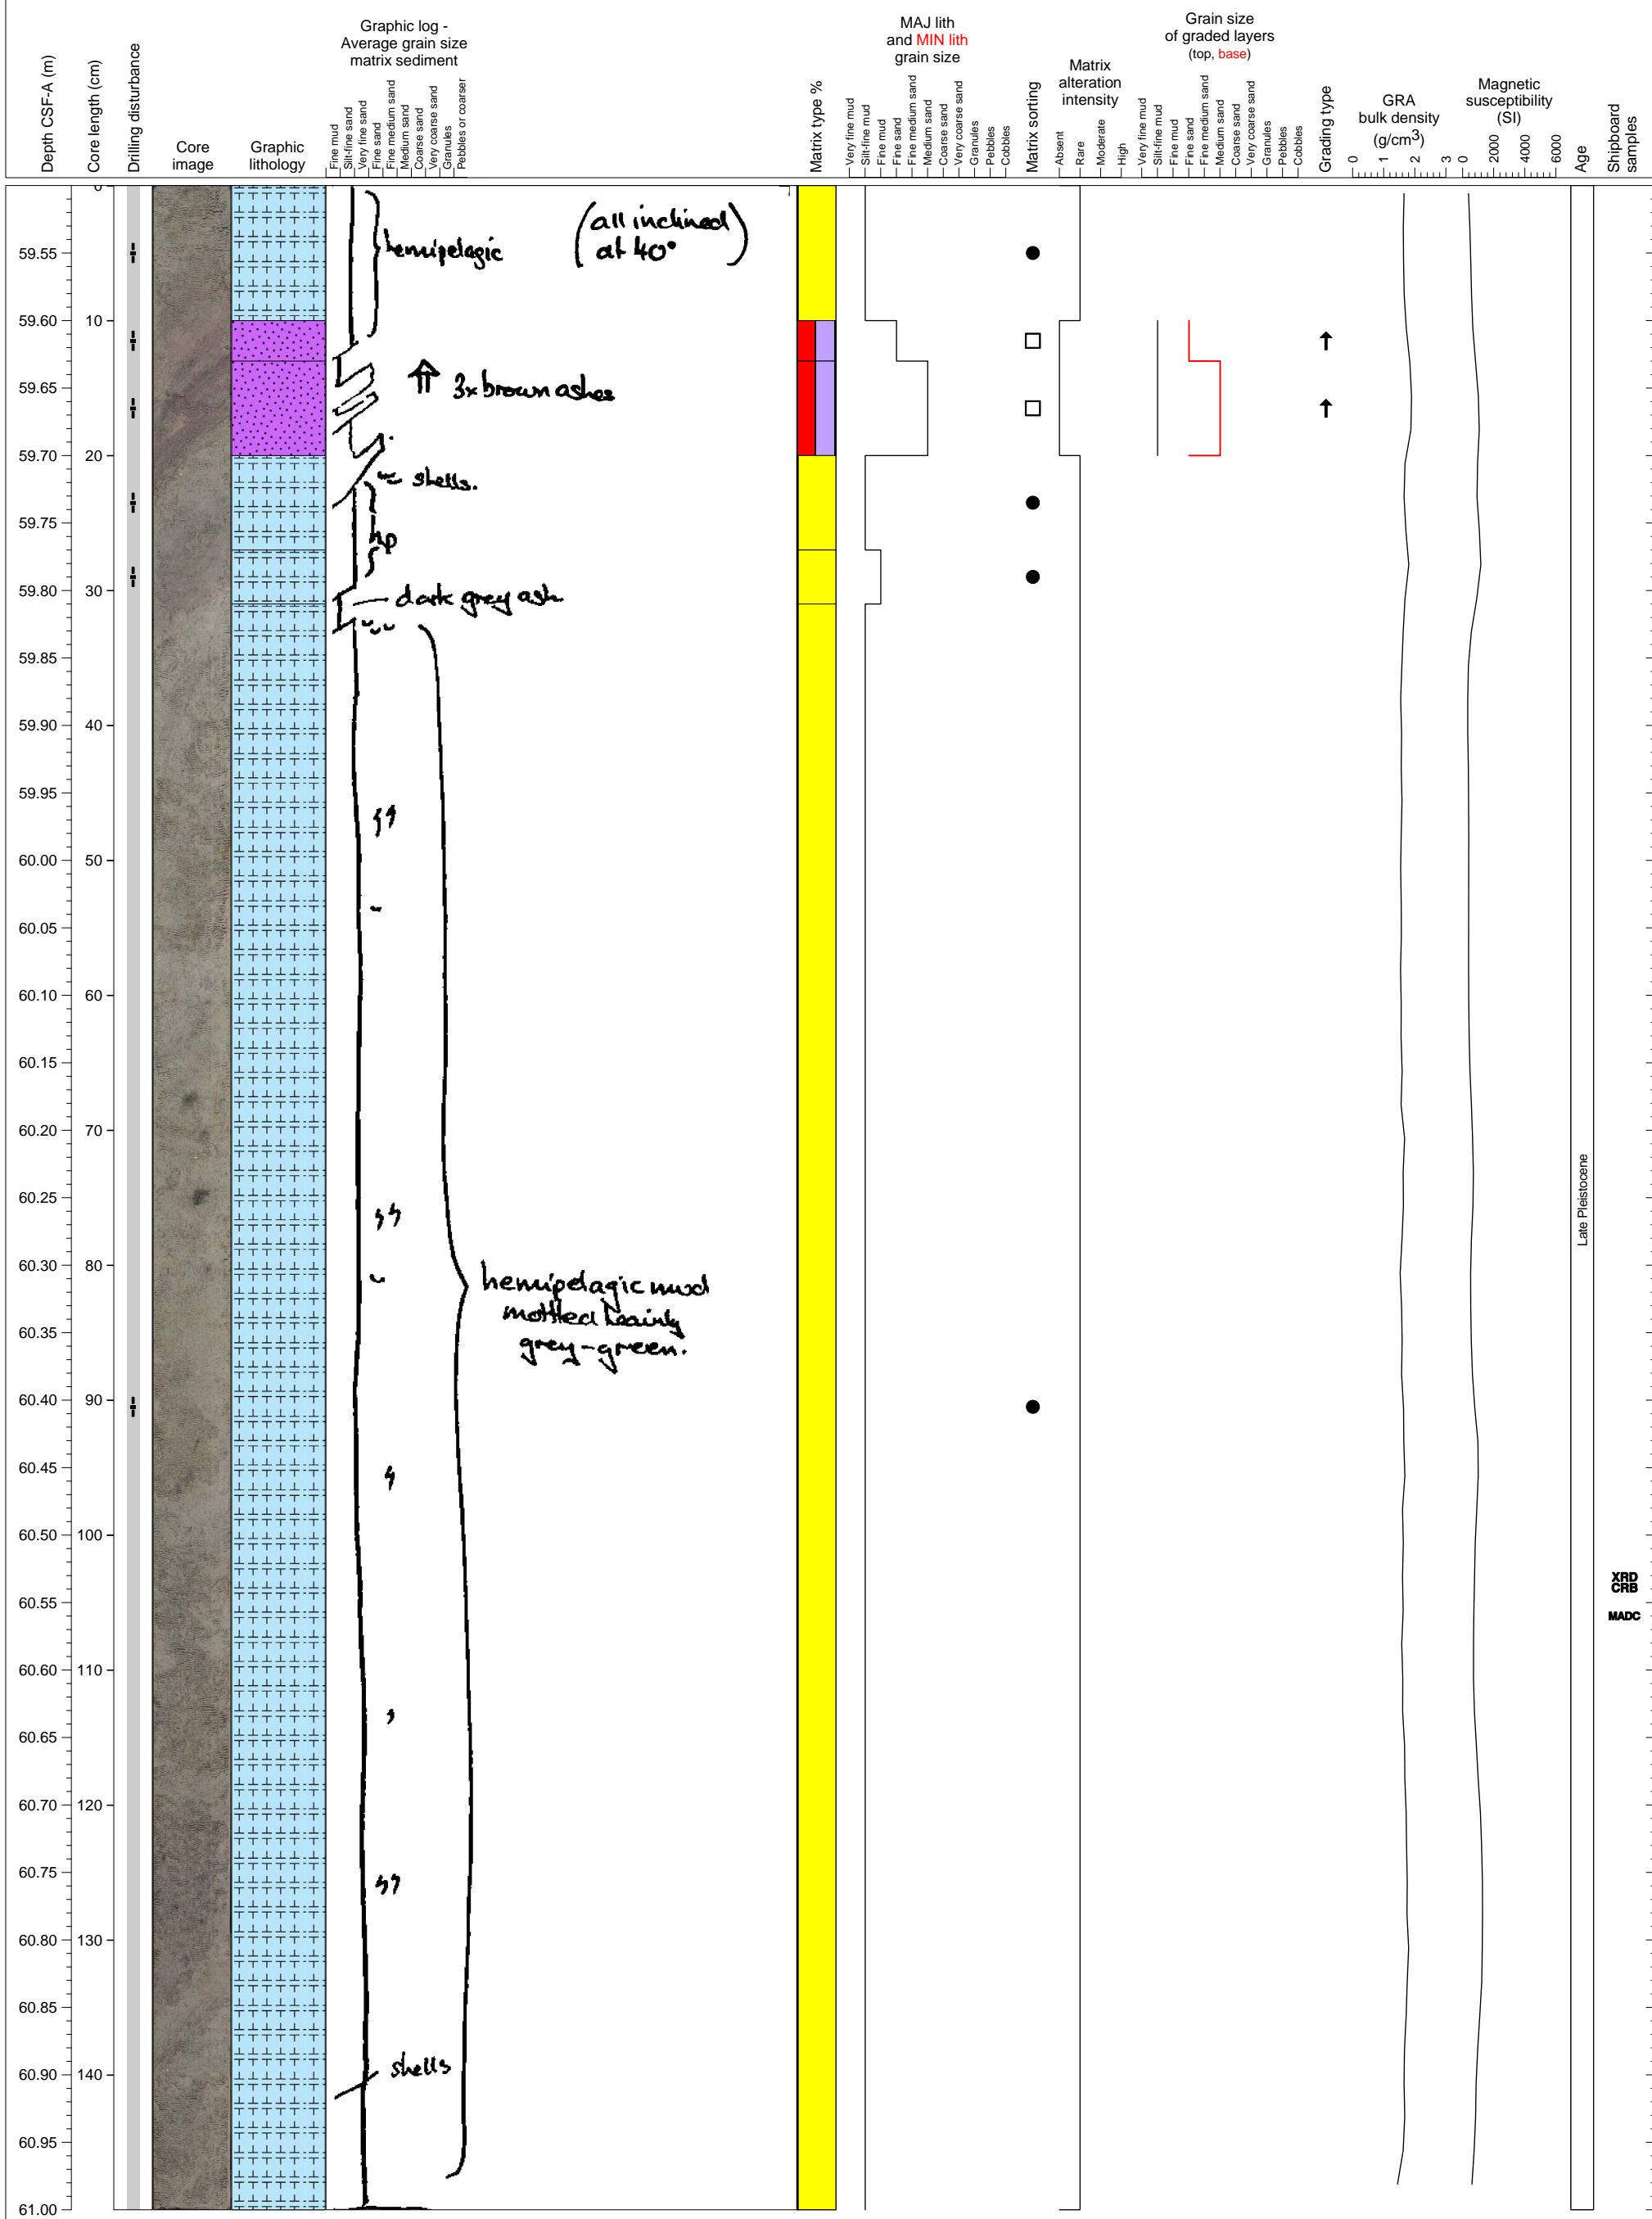 Depth CSF-A (m)
Core length (cm)
Drilling disturbance
Core
image
Graphic
lithology
Graphic log -
Average grain size
matrix sediment
Fine mud
Silt-fine sand
Very fine sand
Fine sand
Fine medium sand
Medium sand
Coarse sand
Very coarse sand
Granules
Pebbles or coarser
Matrix type %
MAJ lith
and MIN lith
grain size
Very fine mud
Silt-fine mud
Fine mud
Fine sand
Fine medium sand
Medium sand
Coarse sand
Very coarse sand
Granules
Pebbles
Cobbles
Matrix sorting
Matrix
alteration
intensity
Absent
Rare
Moderate
High
Grain size
of graded layers
(top, base)
Very fine mud
Silt-fine mud
Fine mud
Fine sand
Fine medium sand
Medium sand
Coarse sand
Very coarse sand
Granules
Pebbles
Cobbles
Grading type
GRA
bulk density
(g/cm3)
0 1 2 3
Magnetic
susceptibility
(SI)
0 2000 4000 6000
Age
Shipboard
samples
0
59.55
59.60 10
59.65
59.70 20
59.75
59.80 30
59.85
59.90 40
59.95
60.00 50
60.05
60.10 60
60.15
60.20 70
60.25
60.30 80
60.35
60.40 90
60.45
60.50 100
60.55
60.60 110
60.65
60.70 120
60.75
60.80 130
60.85
60.90 140
60.95
61.00
hemipelagic
(all inclined
at 40°)
3x brown ashes
shells.
hp
dark grey ash
hemipelagic mud
mottled
grey-green.
shells
Late Pleistocene
XRD
CRB
MADC